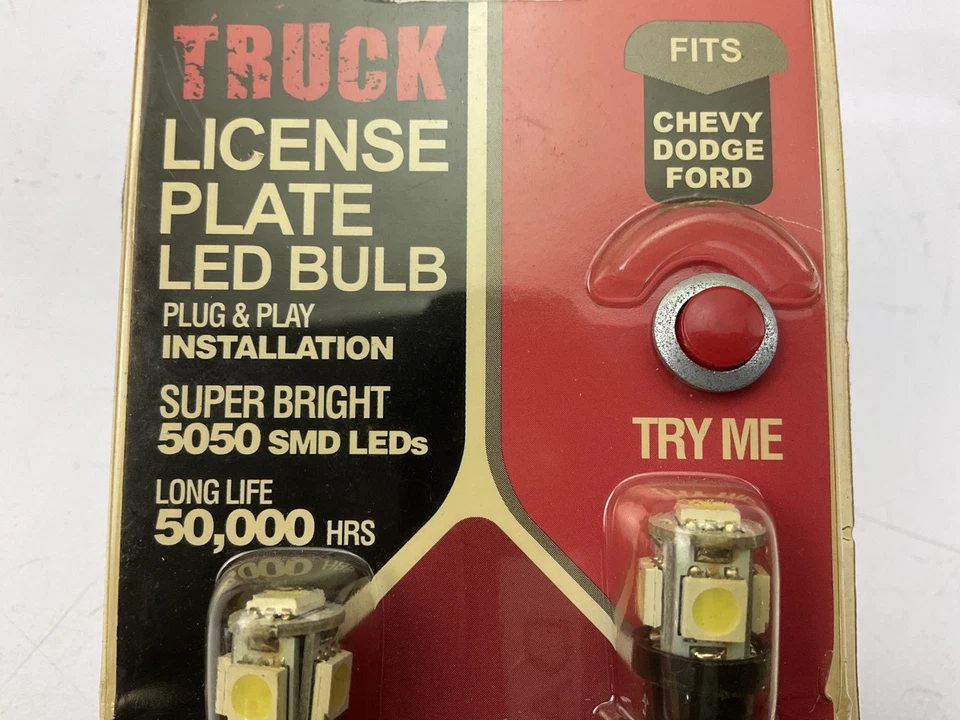 TRUCK
LICENSE
PLATE
LED BULB
PLUG & PLAY
INSTALLATION
SUPER BRIGHT
5050 SMD LEDs
LONG LIFE
50,000 HRS
FITS
CHEVY
DODGE
FORD
TRY ME